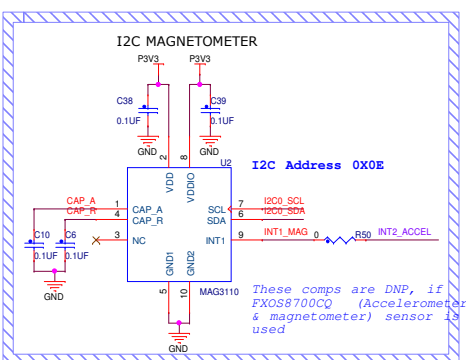 I2C MAGNETOMETER
P3V3 P3V3
C38 C39
0.1UF 0.1UF
GND GND
2 8 U2
VDD VDDIO
I2C Address 0X0E
CAP_A 1 CAP_A SCL 7 I2C0_SCL
CAP_R 4 CAP_R SDA 6 I2C0_SDA
C10 C6 3 NC INT1 9 INT1_MAG 0 R50 INT2_ACCEL
0.1UF 0.1UF
GND1 GND2
GND
5 10 MAG3110
These comps are DNP, if
FXOS8700CQ (Accelerometer
& magnetometer) sensor is
used
GND